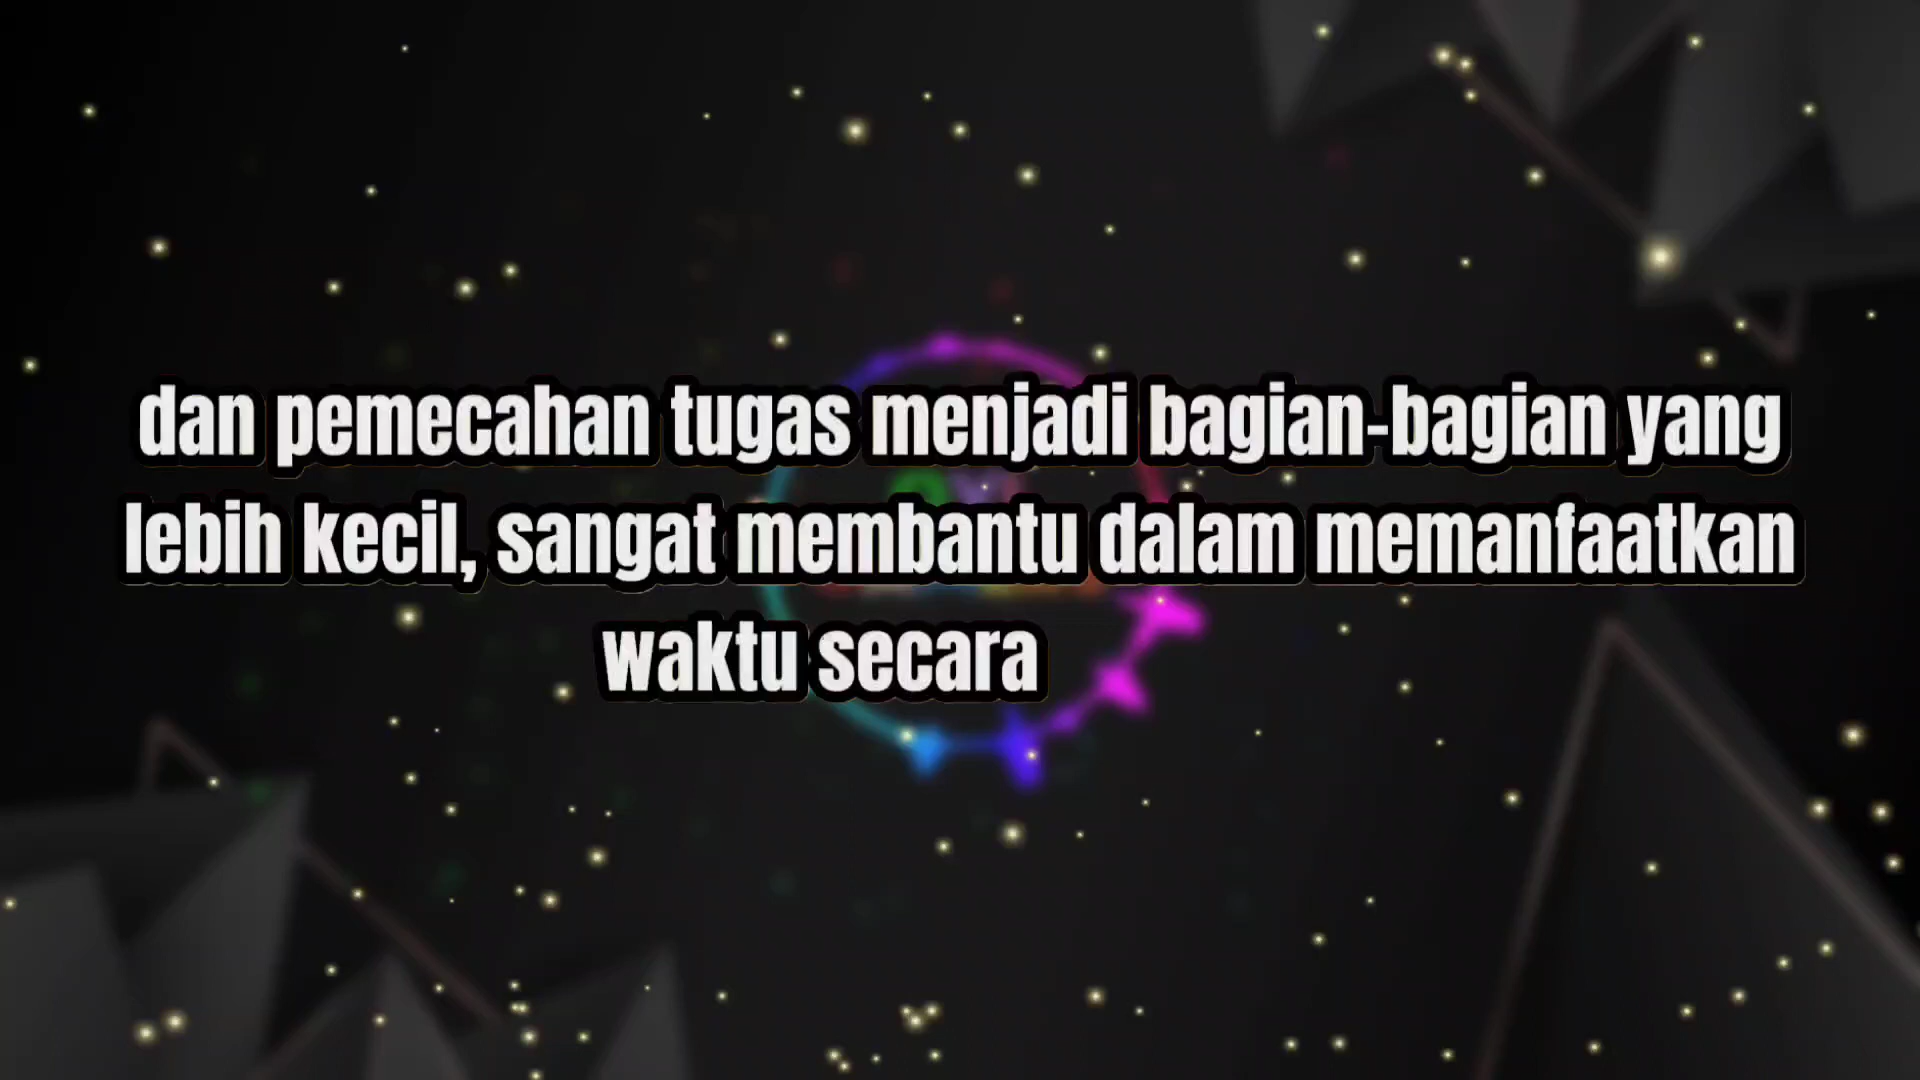 dan pemecahan tugas menjadi bagian-bagian yang
lebih kecil, sangat membantu dalam memanfaatkan
waktu secara